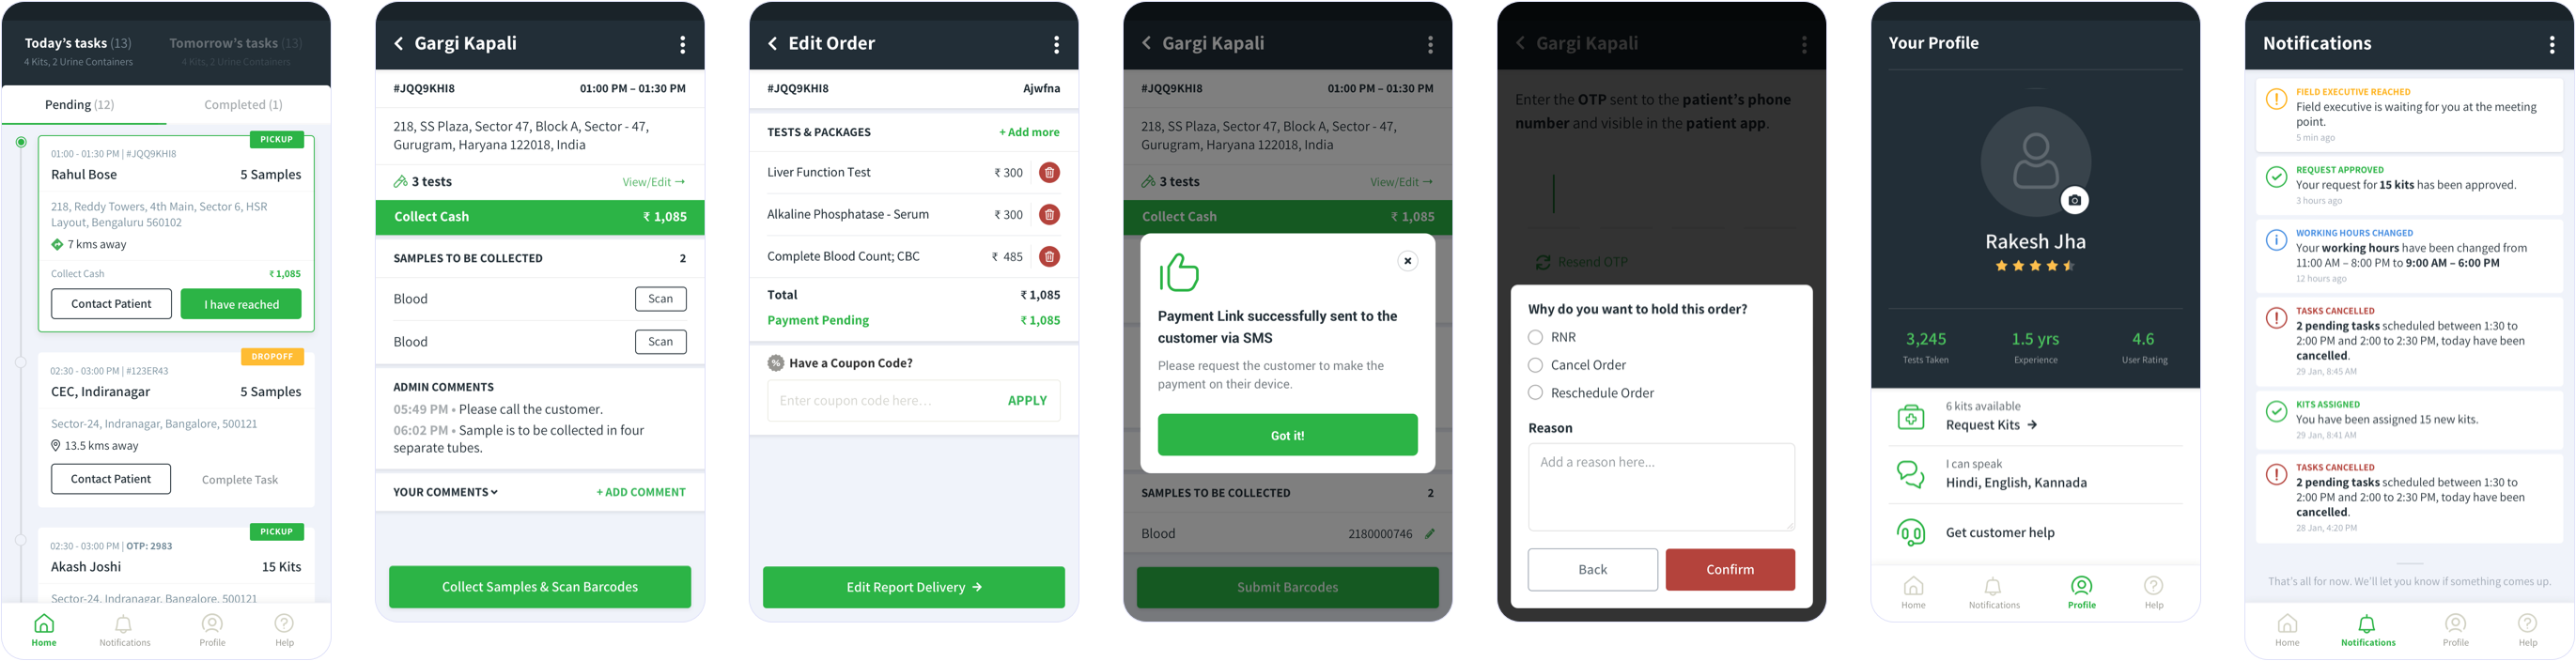 Today's tasks (13)
4 Kits, 2 Urine Containers
Tomorrow's tasks (13)
4 Kits, 2 Urine Containers
Pending (12)
Completed (1)
PICKUP
01:00 - 01:30 PM | #JQQ9KHI8
Rahul Bose
5 Samples
218, Reddy Towers, 4th Main, Sector 6, HSR
Layout, Bengaluru 560102
7 kms away
Collect Cash
₹ 1,085
Contact Patient
I have reached
DROPOFF
02:30 - 03:00 PM | #123ER43
CEC, Indiranagar
5 Samples
Sector-24, Indranagar, Bangalore, 500121
13.5 kms away
Contact Patient
Complete Task
PICKUP
02:30 - 03:00 PM | OTP: 2983
Akash Joshi
15 Kits
Sector-24, Indranagar, Bangalore, 500121
Home
Notifications
Profile
Help
Gargi Kapali
#JQQ9KHI8
01:00 PM – 01:30 PM
218, SS Plaza, Sector 47, Block A, Sector - 47,
Gurugram, Haryana 122018, India
3 tests
View/Edit →
Collect Cash
₹ 1,085
SAMPLES TO BE COLLECTED
2
Blood
Scan
Blood
Scan
ADMIN COMMENTS
05:49 PM • Please call the customer.
06:02 PM • Sample is to be collected in four
separate tubes.
YOUR COMMENTS
+ ADD COMMENT
Collect Samples & Scan Barcodes
Edit Order
#JQQ9KHI8
Ajwfna
TESTS & PACKAGES
+ Add more
Liver Function Test
₹ 300
Alkaline Phosphatase - Serum
₹ 300
Complete Blood Count; CBC
₹ 485
Total
₹ 1,085
Payment Pending
₹ 1,085
Have a Coupon Code?
Enter coupon code here...
APPLY
Edit Report Delivery →
Gargi Kapali
#JQQ9KHI8
01:00 PM – 01:30 PM
218, SS Plaza, Sector 47, Block A, Sector - 47,
Gurugram, Haryana 122018, India
3 tests
View/Edit →
Collect Cash
₹ 1,085
Payment Link successfully sent to the
customer via SMS
Please request the customer to make the
payment on their device.
Got it!
SAMPLES TO BE COLLECTED
2
Blood
2180000746
Submit Barcodes
Gargi Kapali
Enter the OTP sent to the patient's phone
number and visible in the patient app.
Resend OTP
Why do you want to hold this order?
RNR
Cancel Order
Reschedule Order
Reason
Add a reason here...
Back
Confirm
Your Profile
Rakesh Jha
3,245
Tests Taken
1.5 yrs
Experience
4.6
User Rating
6 kits available
Request Kits →
I can speak
Hindi, English, Kannada
Get customer help
Home
Notifications
Profile
Help
Notifications
FIELD EXECUTIVE REACHED
Field executive is waiting for you at the meeting
point.
5 min ago
REQUEST APPROVED
Your request for 15 kits has been approved.
3 hours ago
WORKING HOURS CHANGED
Your working hours have been changed from
11:00 AM – 8:00 PM to 9:00 AM – 6:00 PM
12 hours ago
TASKS CANCELLED
2 pending tasks scheduled between 1:30 to
2:00 PM and 2:00 to 2:30 PM, today have been
cancelled.
29 Jan, 8:45 AM
KITS ASSIGNED
You have been assigned 15 new kits.
29 Jan, 8:41 AM
TASKS CANCELLED
2 pending tasks scheduled between 1:30 to
2:00 PM and 2:00 to 2:30 PM, today have been
cancelled.
28 Jan, 4:20 PM
That's all for now. We'll let you know if something comes up.
Home
Notifications
Profile
Help